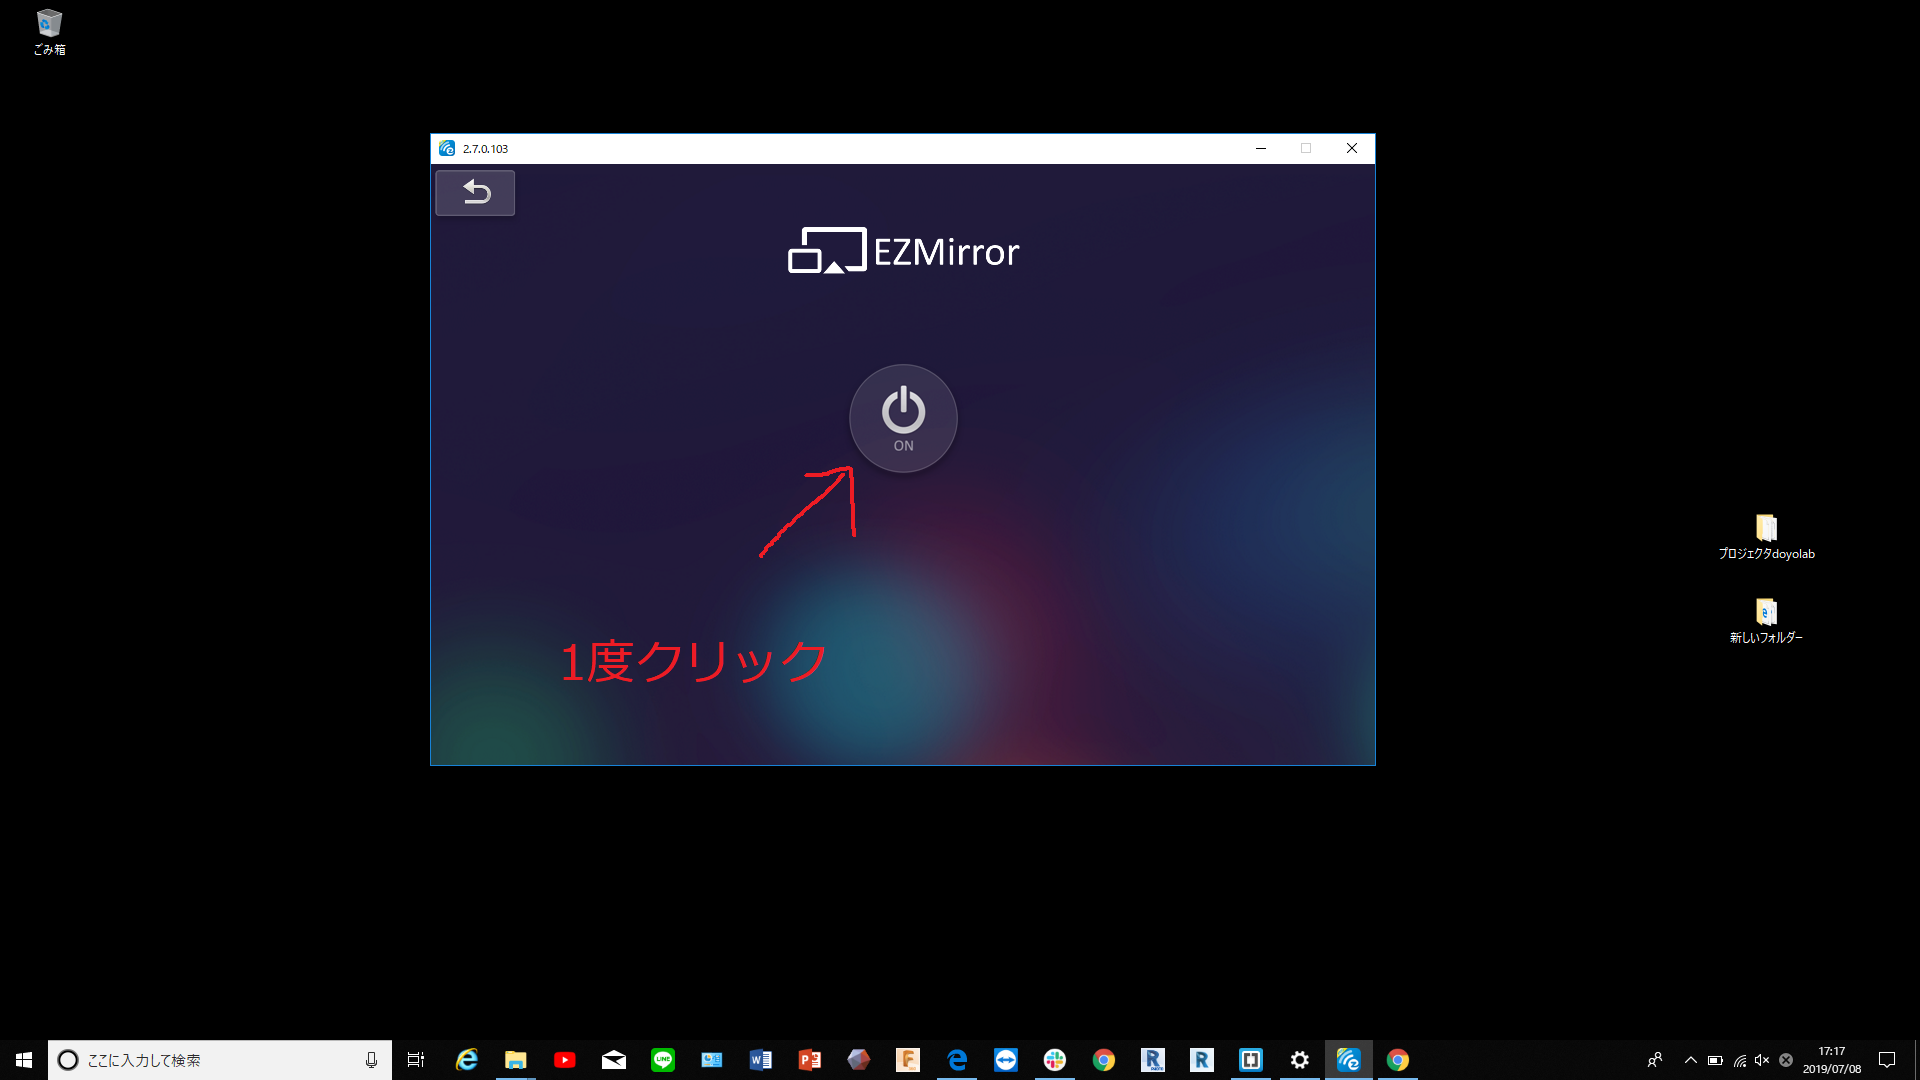 ごみ箱
2.7.0.103
EZMirror
ON
1度クリック
プロジェクタdoyolab
新しいフォルダー
ここに入力して検索
LINE
17:17
2019/07/08